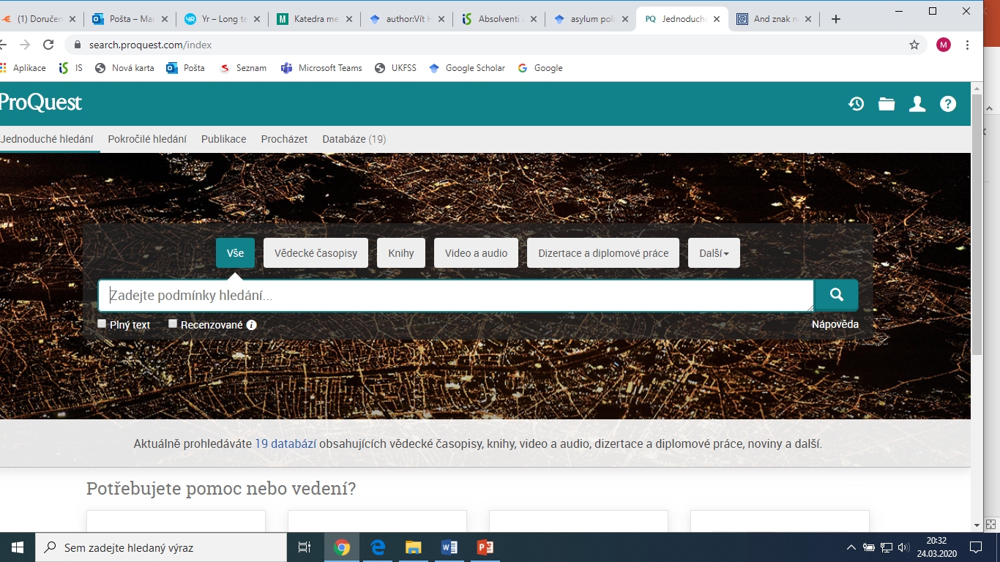 (1) Doručen
Pošta – Mar
Yr – Long te
Katedra me
author:Vít H
Absolventi a
asylum poli
Jednoduché
And znak n
search.proquest.com/index
M
Aplikace
IS
Nová karta
Pošta
Seznam
Microsoft Teams
UKFSS
Google Scholar
Google
ProQuest
Jednoduché hledání
Pokročilé hledání
Publikace
Procházet
Databáze (19)
Vše
Vědecké časopisy
Knihy
Video a audio
Dizertace a diplomové práce
Další
Zadejte podmínky hledání...
Plný text
Recenzované
Nápověda
Aktuálně prohledáváte 19 databází obsahujících vědecké časopisy, knihy, video a audio, dizertace a diplomové práce, noviny a další.
Potřebujete pomoc nebo vedení?
Sem zadejte hledaný výraz
20:32
24.03.2020